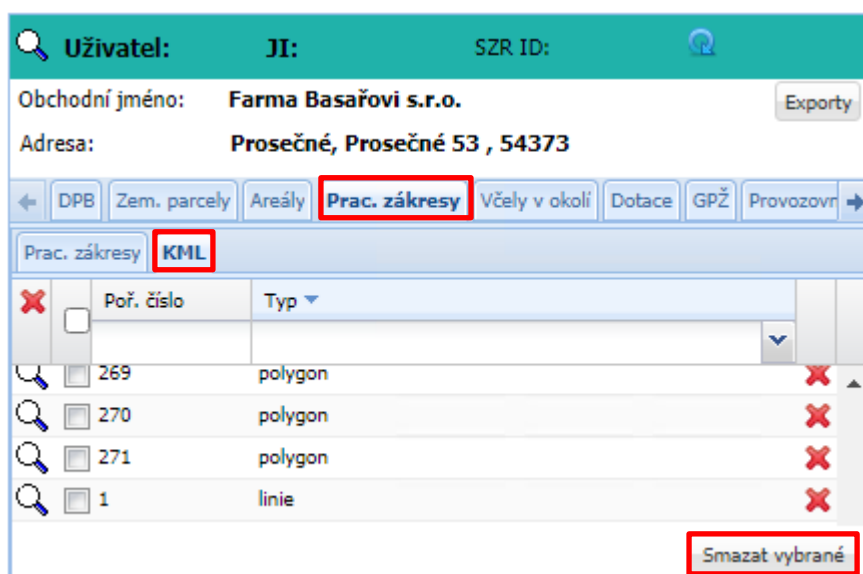 Uživatel: JI: SZR ID:
Obchodní jméno: Farma Basařovi s.r.o. Exporty
Adresa: Prosečné, Prosečné 53 , 54373
DPB Zem. parcely Areály Prac. zákresy Včely v okolí Dotace GPŽ Provozovr
Prac. zákresy KML
Poř. číslo Typ
269 polygon
270 polygon
271 polygon
1 linie
Smazat vybrané